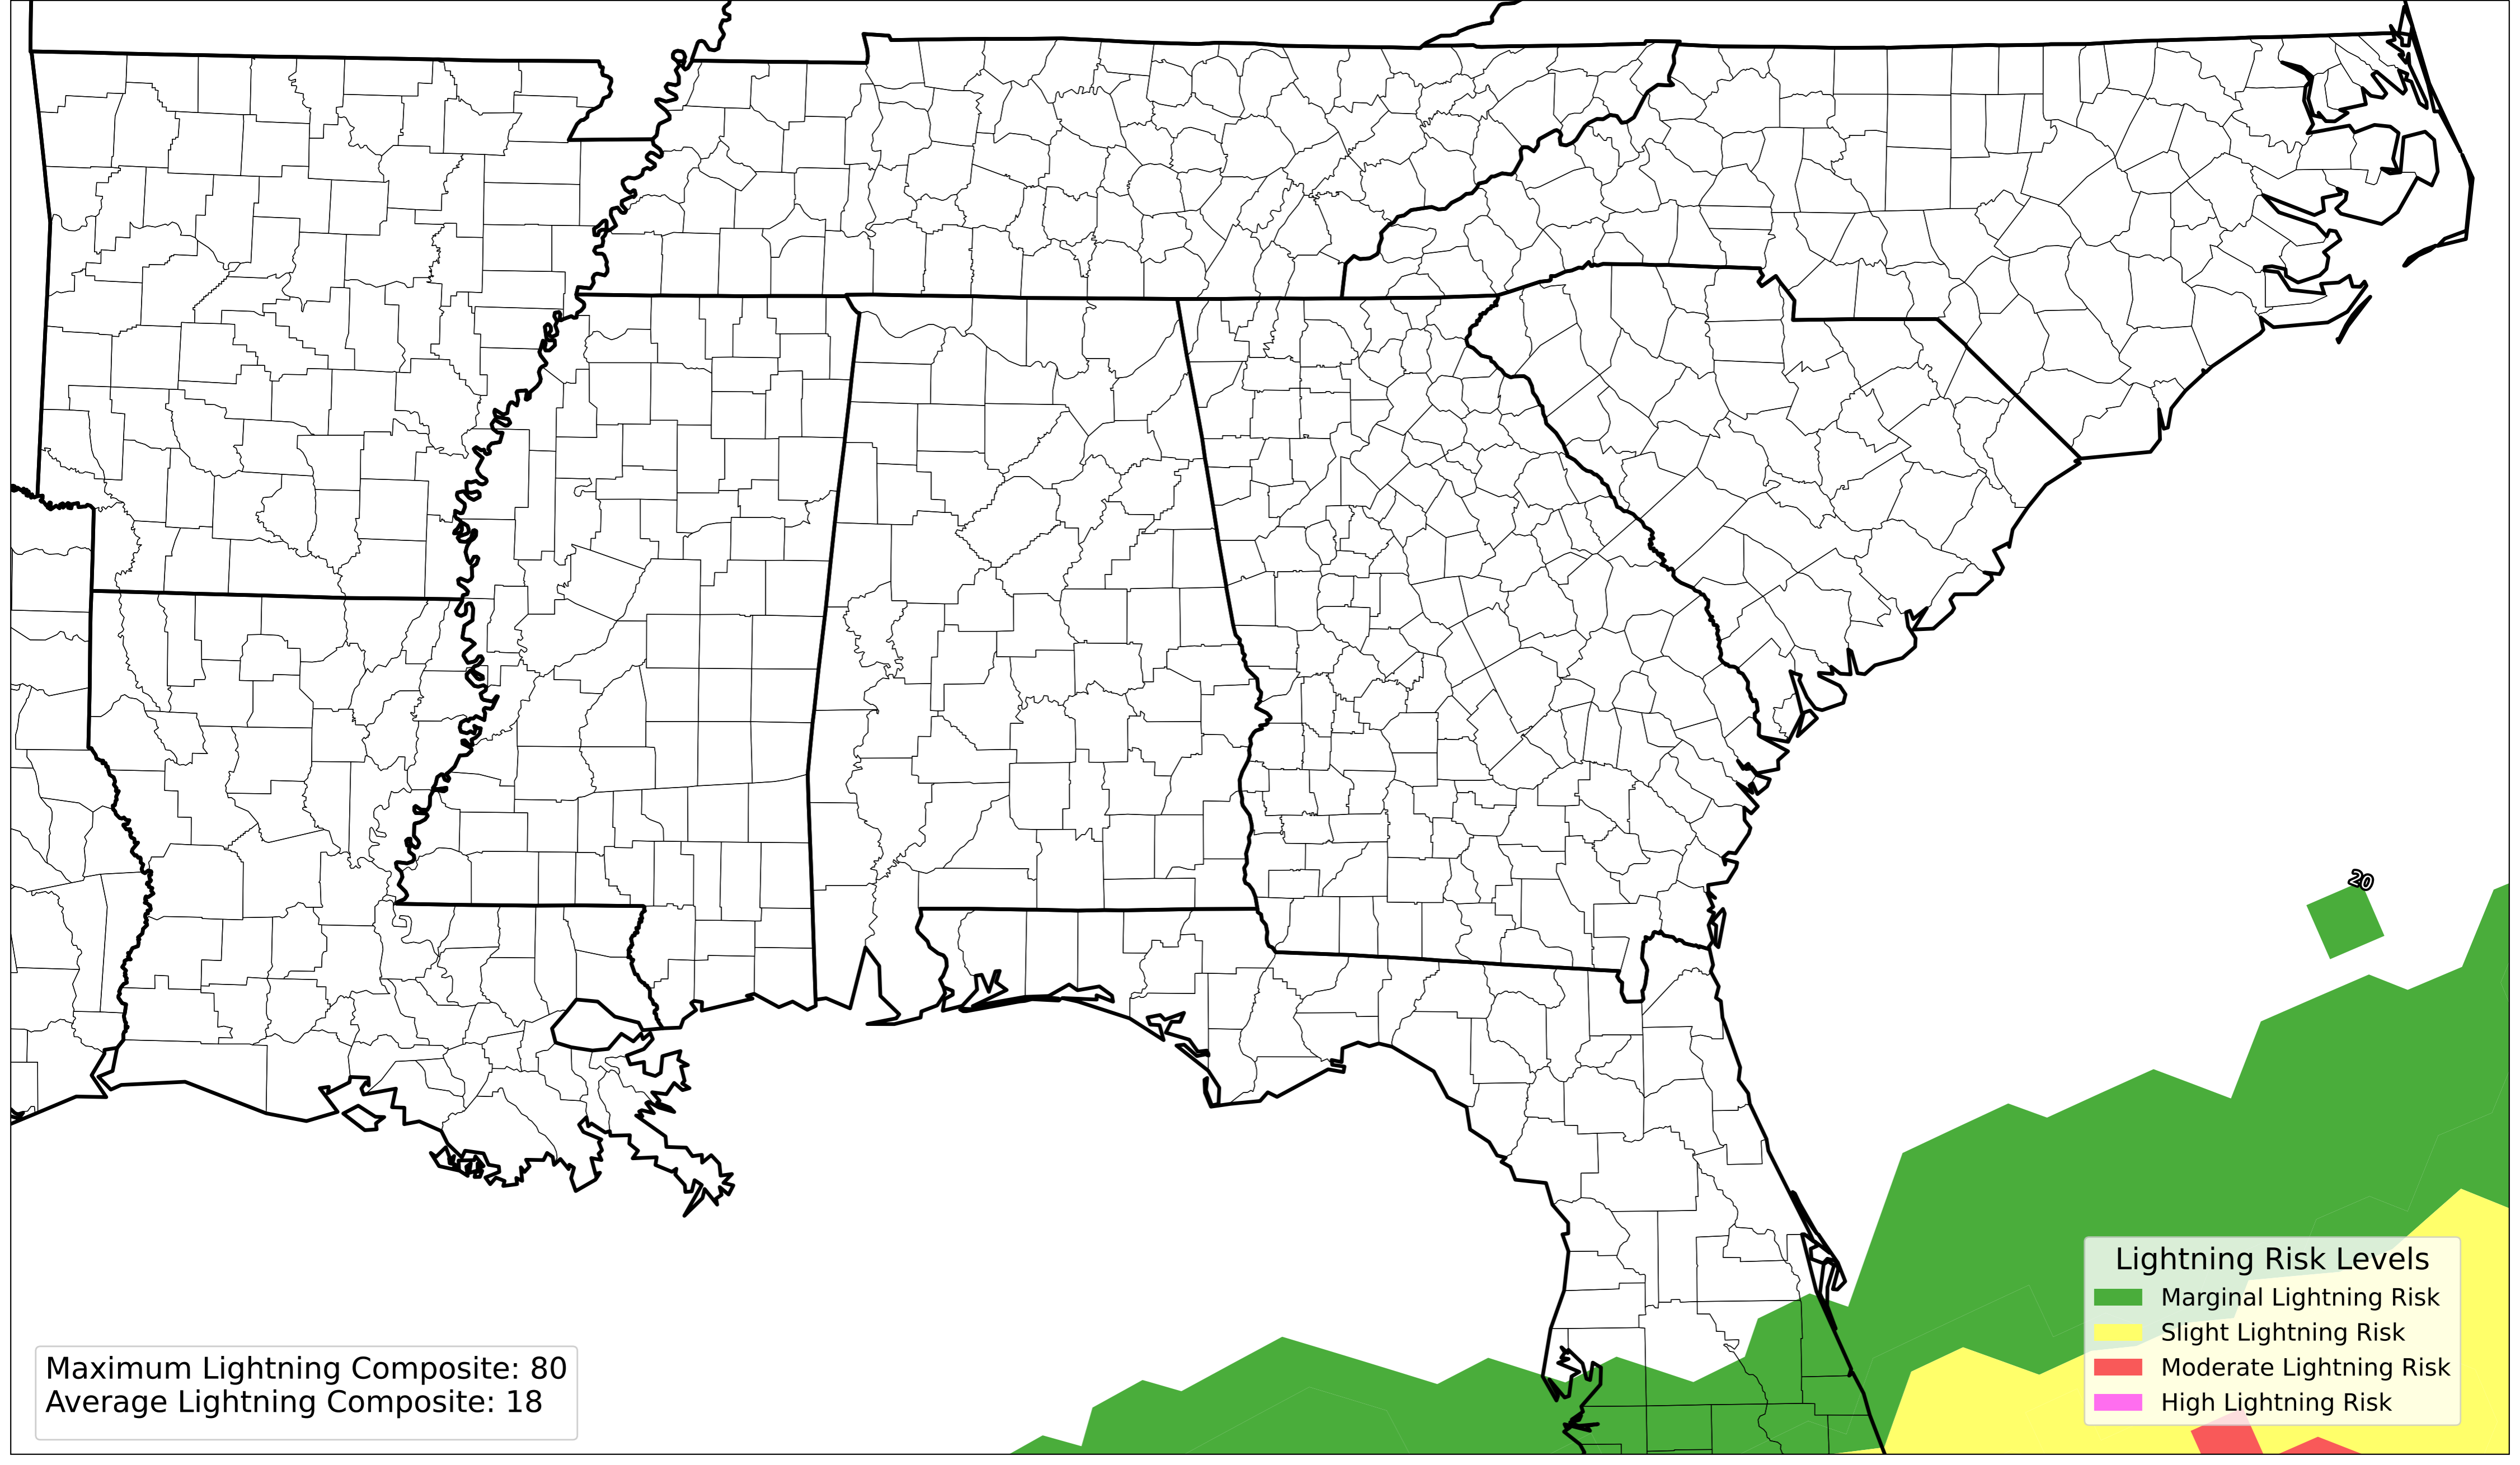 20
Lightning Risk Levels
Marginal Lightning Risk
Slight Lightning Risk
Moderate Lightning Risk
High Lightning Risk
Maximum Lightning Composite: 80
Average Lightning Composite: 18